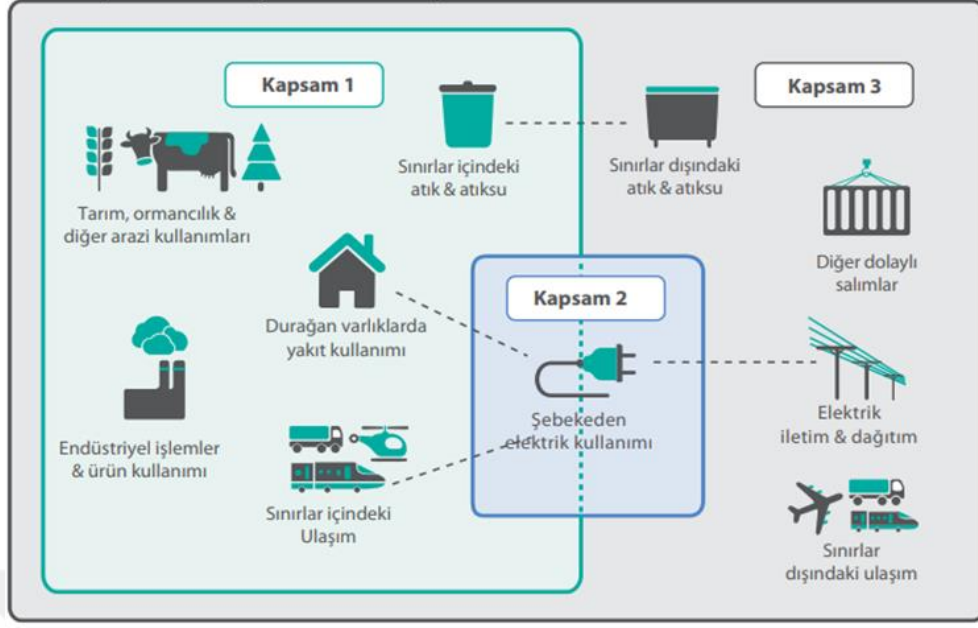 Kapsam 1
Kapsam 3
Sınırlar içindeki
atık & atıksu
Sınırlar dışındaki
atık & atıksu
Tarım, ormancılık &
diğer arazi kullanımları
Diğer dolaylı
salımlar
Kapsam 2
Durağan varlıklarda
yakıt kullanımı
Şebekeden
elektrik kullanımı
Elektrik
iletim & dağıtım
Endüstriyel işlemler
& ürün kullanımı
Sınırlar içindeki
Ulaşım
Sınırlar
dışındaki ulaşım